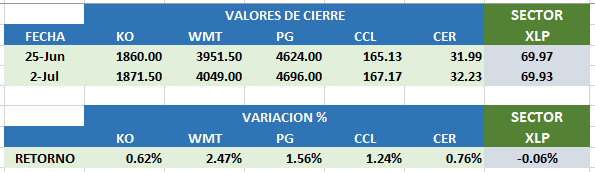 VALORES DE CIERRE SECTOR
FECHA KO WMT PG CCL CER XLP
25-Jun 1860.00 3951.50 4624.00 165.13 31.99 69.97
2-Jul 1871.50 4049.00 4696.00 167.17 32.23 69.93
VARIACION % SECTOR
KO WMT PG CCL CER XLP
RETORNO 0.62% 2.47% 1.56% 1.24% 0.76% -0.06%